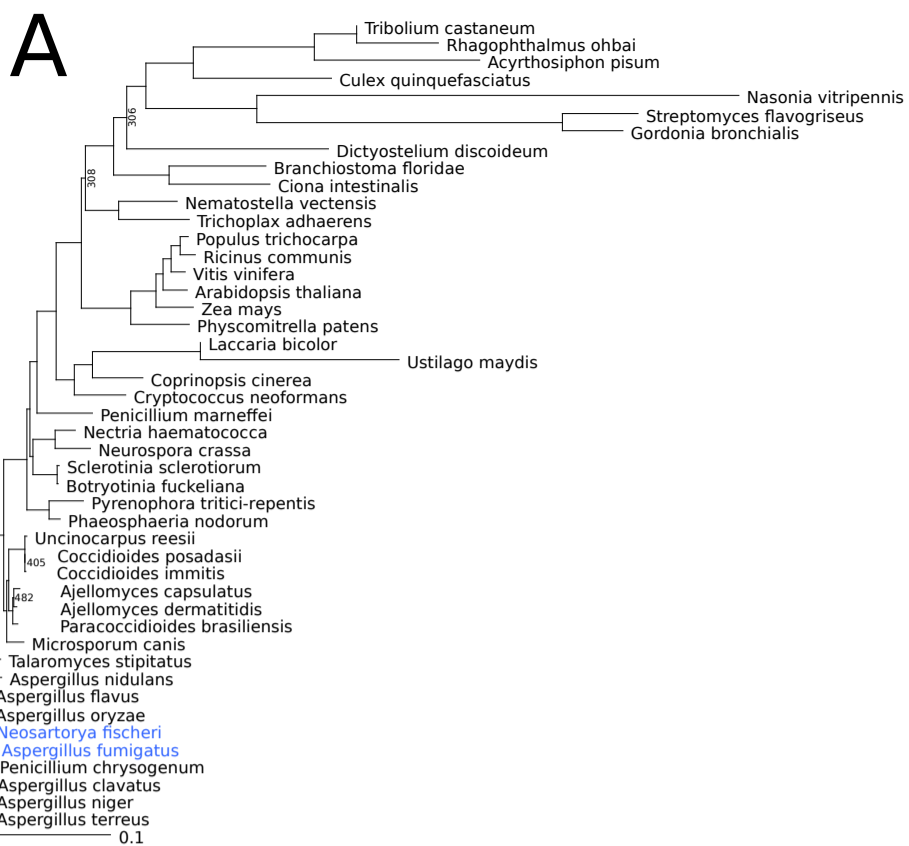 A
Tribolium castaneum
Rhagophthalmus ohbai
Acyrthosiphon pisum
Culex quinquefasciatus
Nasonia vitripennis
306
Streptomyces flavogriseus
Gordonia bronchialis
Dictyostelium discoideum
Branchiostoma floridae
308
Ciona intestinalis
Nematostella vectensis
Trichoplax adhaerens
Populus trichocarpa
Ricinus communis
Vitis vinifera
Arabidopsis thaliana
Zea mays
Physcomitrella patens
Laccaria bicolor
Ustilago maydis
Coprinopsis cinerea
Cryptococcus neoformans
Penicillium marneffei
Nectria haematococca
Neurospora crassa
Sclerotinia sclerotiorum
Botryotinia fuckeliana
Pyrenophora tritici-repentis
Phaeosphaeria nodorum
Uncinocarpus reesii
405 Coccidioides posadasii
Coccidioides immitis
Ajellomyces capsulatus
482
Ajellomyces dermatitidis
Paracoccidioides brasiliensis
Microsporum canis
Talaromyces stipitatus
Aspergillus nidulans
Aspergillus flavus
Aspergillus oryzae
Neosartorya fischeri
Aspergillus fumigatus
Penicillium chrysogenum
Aspergillus clavatus
Aspergillus niger
Aspergillus terreus
0.1